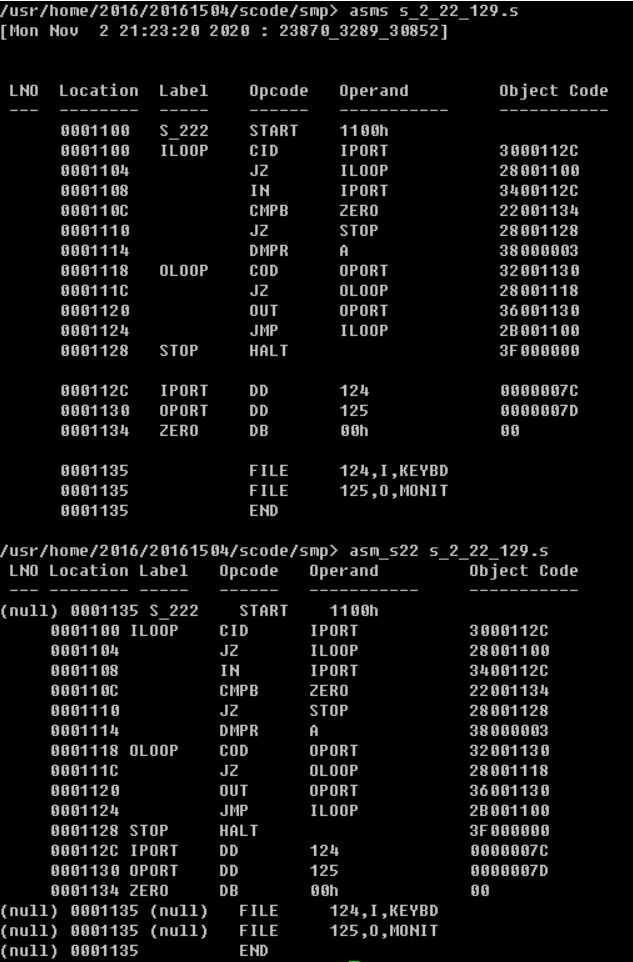 /usr/home/2016/20161504/scode/smp> asms s_2_22_129.s
[Mon Nov  2 21:23:20 2020 : 23870_3289_30852]
LNO  Location  Label    Opcode   Operand            Object Code
---  --------  -----    ------   -----------        -----------
     0001100   S_222    START    1100h
     0001100   ILOOP    CID      IPORT              3000112C
     0001104            JZ       ILOOP              28001100
     0001108            IN       IPORT              3400112C
     000110C            CMPB     ZERO               22001134
     0001110            JZ       STOP               28001128
     0001114            DMPR     A                  38000003
     0001118   OLOOP    COD      OPORT              32001130
     000111C            JZ       OLOOP              28001118
     0001120            OUT      OPORT              36001130
     0001124            JMP      ILOOP              2B001100
     0001128   STOP     HALT                        3F000000
     000112C   IPORT    DD       124                0000007C
     0001130   OPORT    DD       125                0000007D
     0001134   ZERO     DB       00h                00
     0001135            FILE     124,I,KEYBD
     0001135            FILE     125,O,MONIT
     0001135            END
/usr/home/2016/20161504/scode/smp> asm_s22 s_2_22_129.s
LNO Location Label   Opcode   Operand         Object Code
--- -------- -----   ------   -----------     -----------
(null) 0001135 S_222    START    1100h
     0001100 ILOOP    CID      IPORT           3000112C
     0001104          JZ       ILOOP           28001100
     0001108          IN       IPORT           3400112C
     000110C          CMPB     ZERO            22001134
     0001110          JZ       STOP            28001128
     0001114          DMPR     A               38000003
     0001118 OLOOP    COD      OPORT           32001130
     000111C          JZ       OLOOP           28001118
     0001120          OUT      OPORT           36001130
     0001124          JMP      ILOOP           2B001100
     0001128 STOP     HALT                     3F000000
     000112C IPORT    DD       124             0000007C
     0001130 OPORT    DD       125             0000007D
     0001134 ZERO     DB       00h             00
(null) 0001135 (null)   FILE     124,I,KEYBD
(null) 0001135 (null)   FILE     125,O,MONIT
(null) 0001135          END